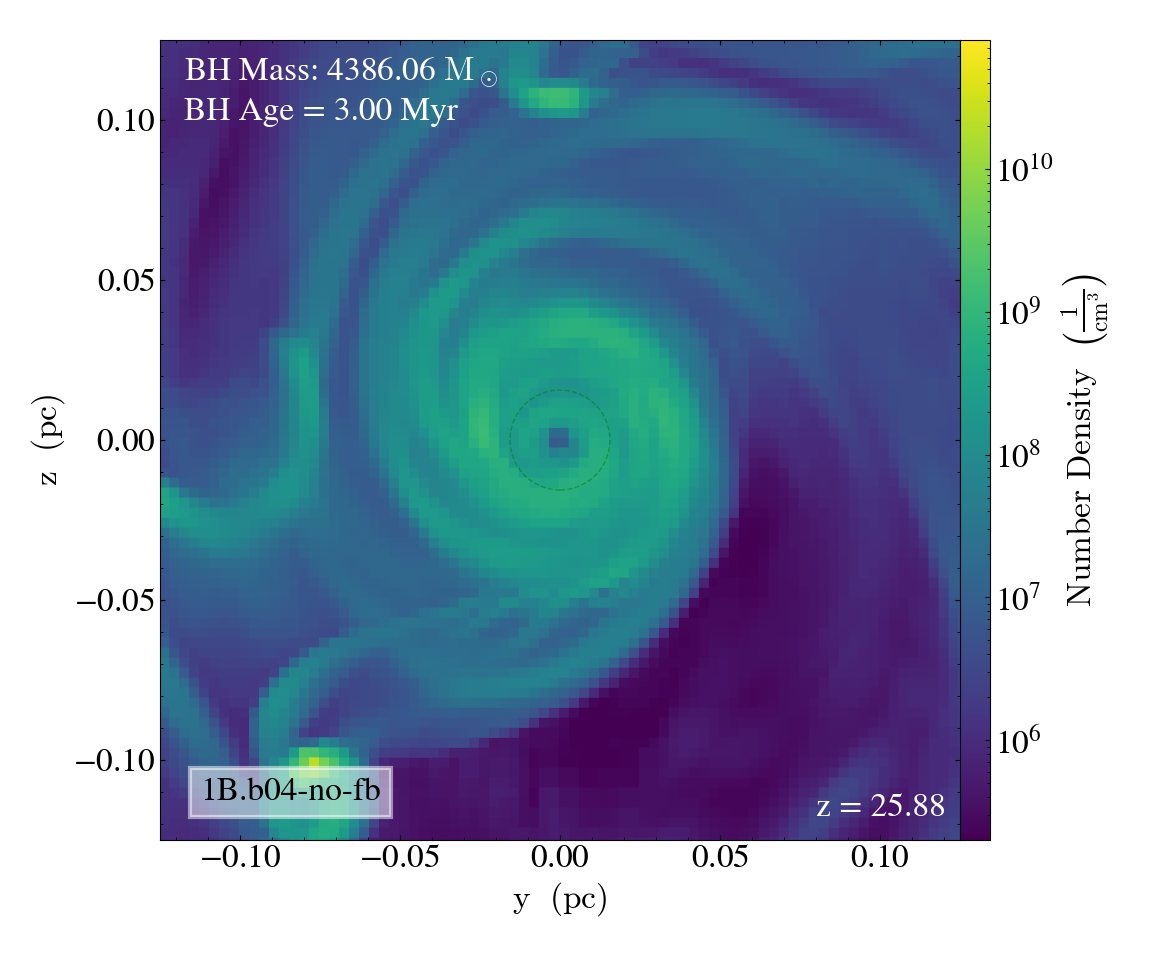 BH Mass: 4386.06 M☉
BH Age = 3.00 Myr
0.10
0.05
0.00
−0.05
−0.10
z (pc)
1B.b04-no-fb
z = 25.88
−0.10 −0.05 0.00 0.05 0.10
y (pc)
10^10
10^9
10^8
10^7
10^6
Number Density (1/cm^3)